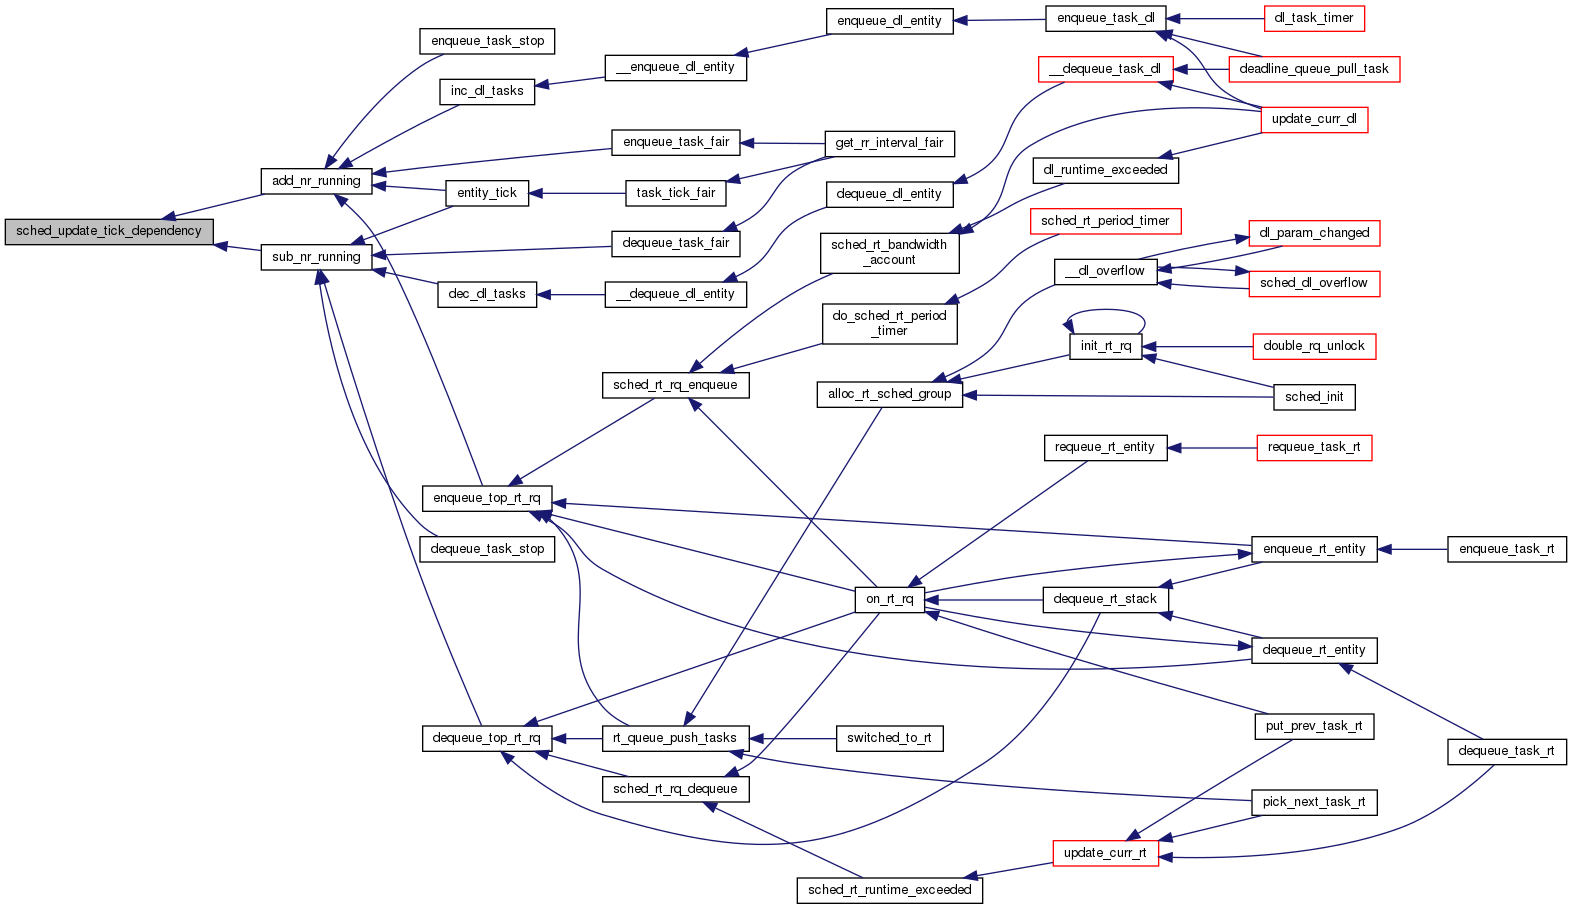 enqueue_dl_entity
enqueue_task_dl
dl_task_timer
enqueue_task_stop
__enqueue_dl_entity
__dequeue_task_dl
deadline_queue_pull_task
inc_dl_tasks
update_curr_dl
enqueue_task_fair
get_rr_interval_fair
dl_runtime_exceeded
add_nr_running
entity_tick
task_tick_fair
dequeue_dl_entity
sched_rt_period_timer
sched_update_tick_dependency
dl_param_changed
dequeue_task_fair
sched_rt_bandwidth
_account
sub_nr_running
__dl_overflow
sched_dl_overflow
dec_dl_tasks
__dequeue_dl_entity
do_sched_rt_period
_timer
init_rt_rq
double_rq_unlock
sched_rt_rq_enqueue
alloc_rt_sched_group
sched_init
requeue_rt_entity
requeue_task_rt
enqueue_top_rt_rq
dequeue_task_stop
enqueue_rt_entity
enqueue_task_rt
on_rt_rq
dequeue_rt_stack
dequeue_rt_entity
put_prev_task_rt
dequeue_top_rt_rq
rt_queue_push_tasks
switched_to_rt
dequeue_task_rt
sched_rt_rq_dequeue
pick_next_task_rt
update_curr_rt
sched_rt_runtime_exceeded